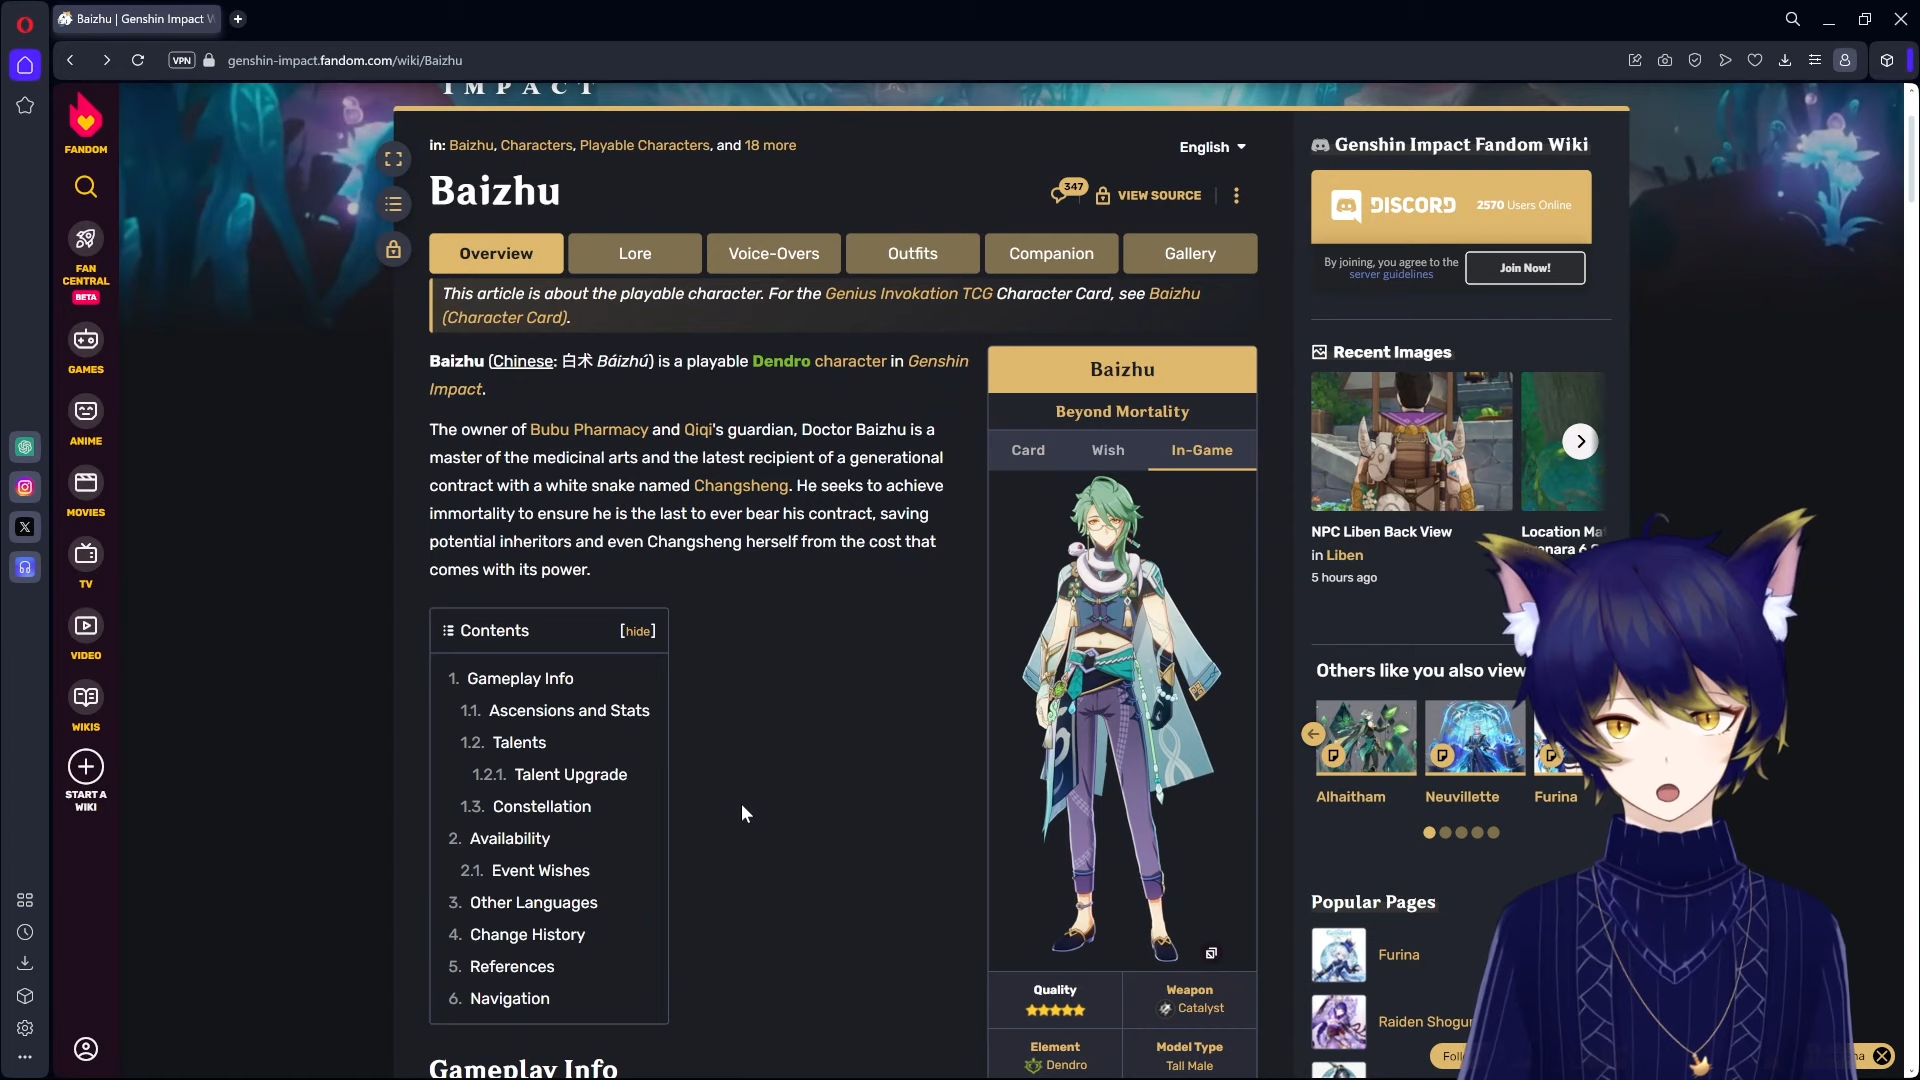 Baizhu | Genshin Impact W
VPN
genshin-impact.fandom.com/wiki/Baizhu
IMPACT
FANDOM
FAN
CENTRAL
BETA
GAMES
ANIME
MOVIES
TV
VIDEO
WIKIS
START A
WIKI
in: Baizhu, Characters, Playable Characters, and 18 more
English
Baizhu
347
VIEW SOURCE
Overview
Lore
Voice-Overs
Outfits
Companion
Gallery
This article is about the playable character. For the Genius Invokation TCG Character Card, see Baizhu
(Character Card).
Baizhu (Chinese: 白术 Báizhú) is a playable Dendro character in Genshin
Impact.
The owner of Bubu Pharmacy and Qiqi's guardian, Doctor Baizhu is a
master of the medicinal arts and the latest recipient of a generational
contract with a white snake named Changsheng. He seeks to achieve
immortality to ensure he is the last to ever bear his contract, saving
potential inheritors and even Changsheng herself from the cost that
comes with its power.
Contents
[hide]
1. Gameplay Info
1.1. Ascensions and Stats
1.2. Talents
1.2.1. Talent Upgrade
1.3. Constellation
2. Availability
2.1. Event Wishes
3. Other Languages
4. Change History
5. References
6. Navigation
Gameplay Info
Baizhu
Beyond Mortality
Card
Wish
In-Game
Quality
Weapon
Catalyst
Element
Dendro
Model Type
Tall Male
Genshin Impact Fandom Wiki
DISCORD
2570 Users Online
By joining, you agree to the
server guidelines
Join Now!
Recent Images
NPC Liben Back View
in Liben
5 hours ago
Location Ma
Others like you also view
Alhaitham
Neuvillette
Furina
Popular Pages
Furina
Raiden Shogu
Foll
na